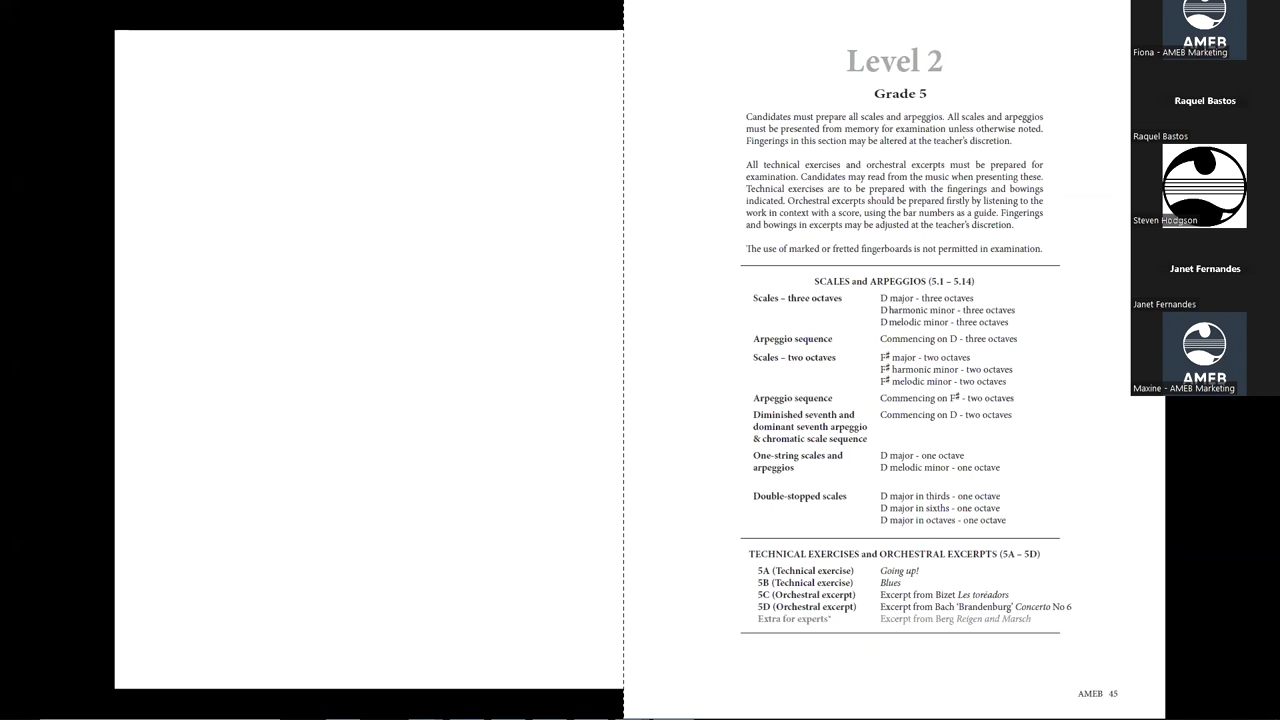 Level 2
Grade 5
Candidates must prepare all scales and arpeggios. All scales and arpeggios
must be presented from memory for examination unless otherwise noted.
Fingerings in this section may be altered at the teacher's discretion.
All technical exercises and orchestral excerpts must be prepared for
examination. Candidates may read from the music when presenting these.
Technical exercises are to be prepared with the fingerings and bowings
indicated. Orchestral excerpts should be prepared firstly by listening to the
work in context with a score, using the bar numbers as a guide. Fingerings
and bowings in excerpts may be adjusted at the teacher's discretion.
The use of marked or fretted fingerboards is not permitted in examination.
SCALES and ARPEGGIOS (5.1 – 5.14)
Scales – three octaves D major - three octaves
D harmonic minor - three octaves
D melodic minor - three octaves
Arpeggio sequence Commencing on D - three octaves
Scales – two octaves F♯ major - two octaves
F♯ harmonic minor - two octaves
F♯ melodic minor - two octaves
Arpeggio sequence Commencing on F♯ - two octaves
Diminished seventh and Commencing on D - two octaves
dominant seventh arpeggio
& chromatic scale sequence
One-string scales and D major - one octave
arpeggios D melodic minor - one octave
Double-stopped scales D major in thirds - one octave
D major in sixths - one octave
D major in octaves - one octave
TECHNICAL EXERCISES and ORCHESTRAL EXCERPTS (5A – 5D)
5A (Technical exercise) Going up!
5B (Technical exercise) Blues
5C (Orchestral excerpt) Excerpt from Bizet Les toréadors
5D (Orchestral excerpt) Excerpt from Bach 'Brandenburg' Concerto No 6
Extra for experts* Excerpt from Berg Reigen and Marsch
AMEB 45
AMEB
Fiona - AMEB Marketing
Raquel Bastos
Raquel Bastos
Steven Hodgson
Janet Fernandes
Janet Fernandes
AMEB
Maxine - AMEB Marketing